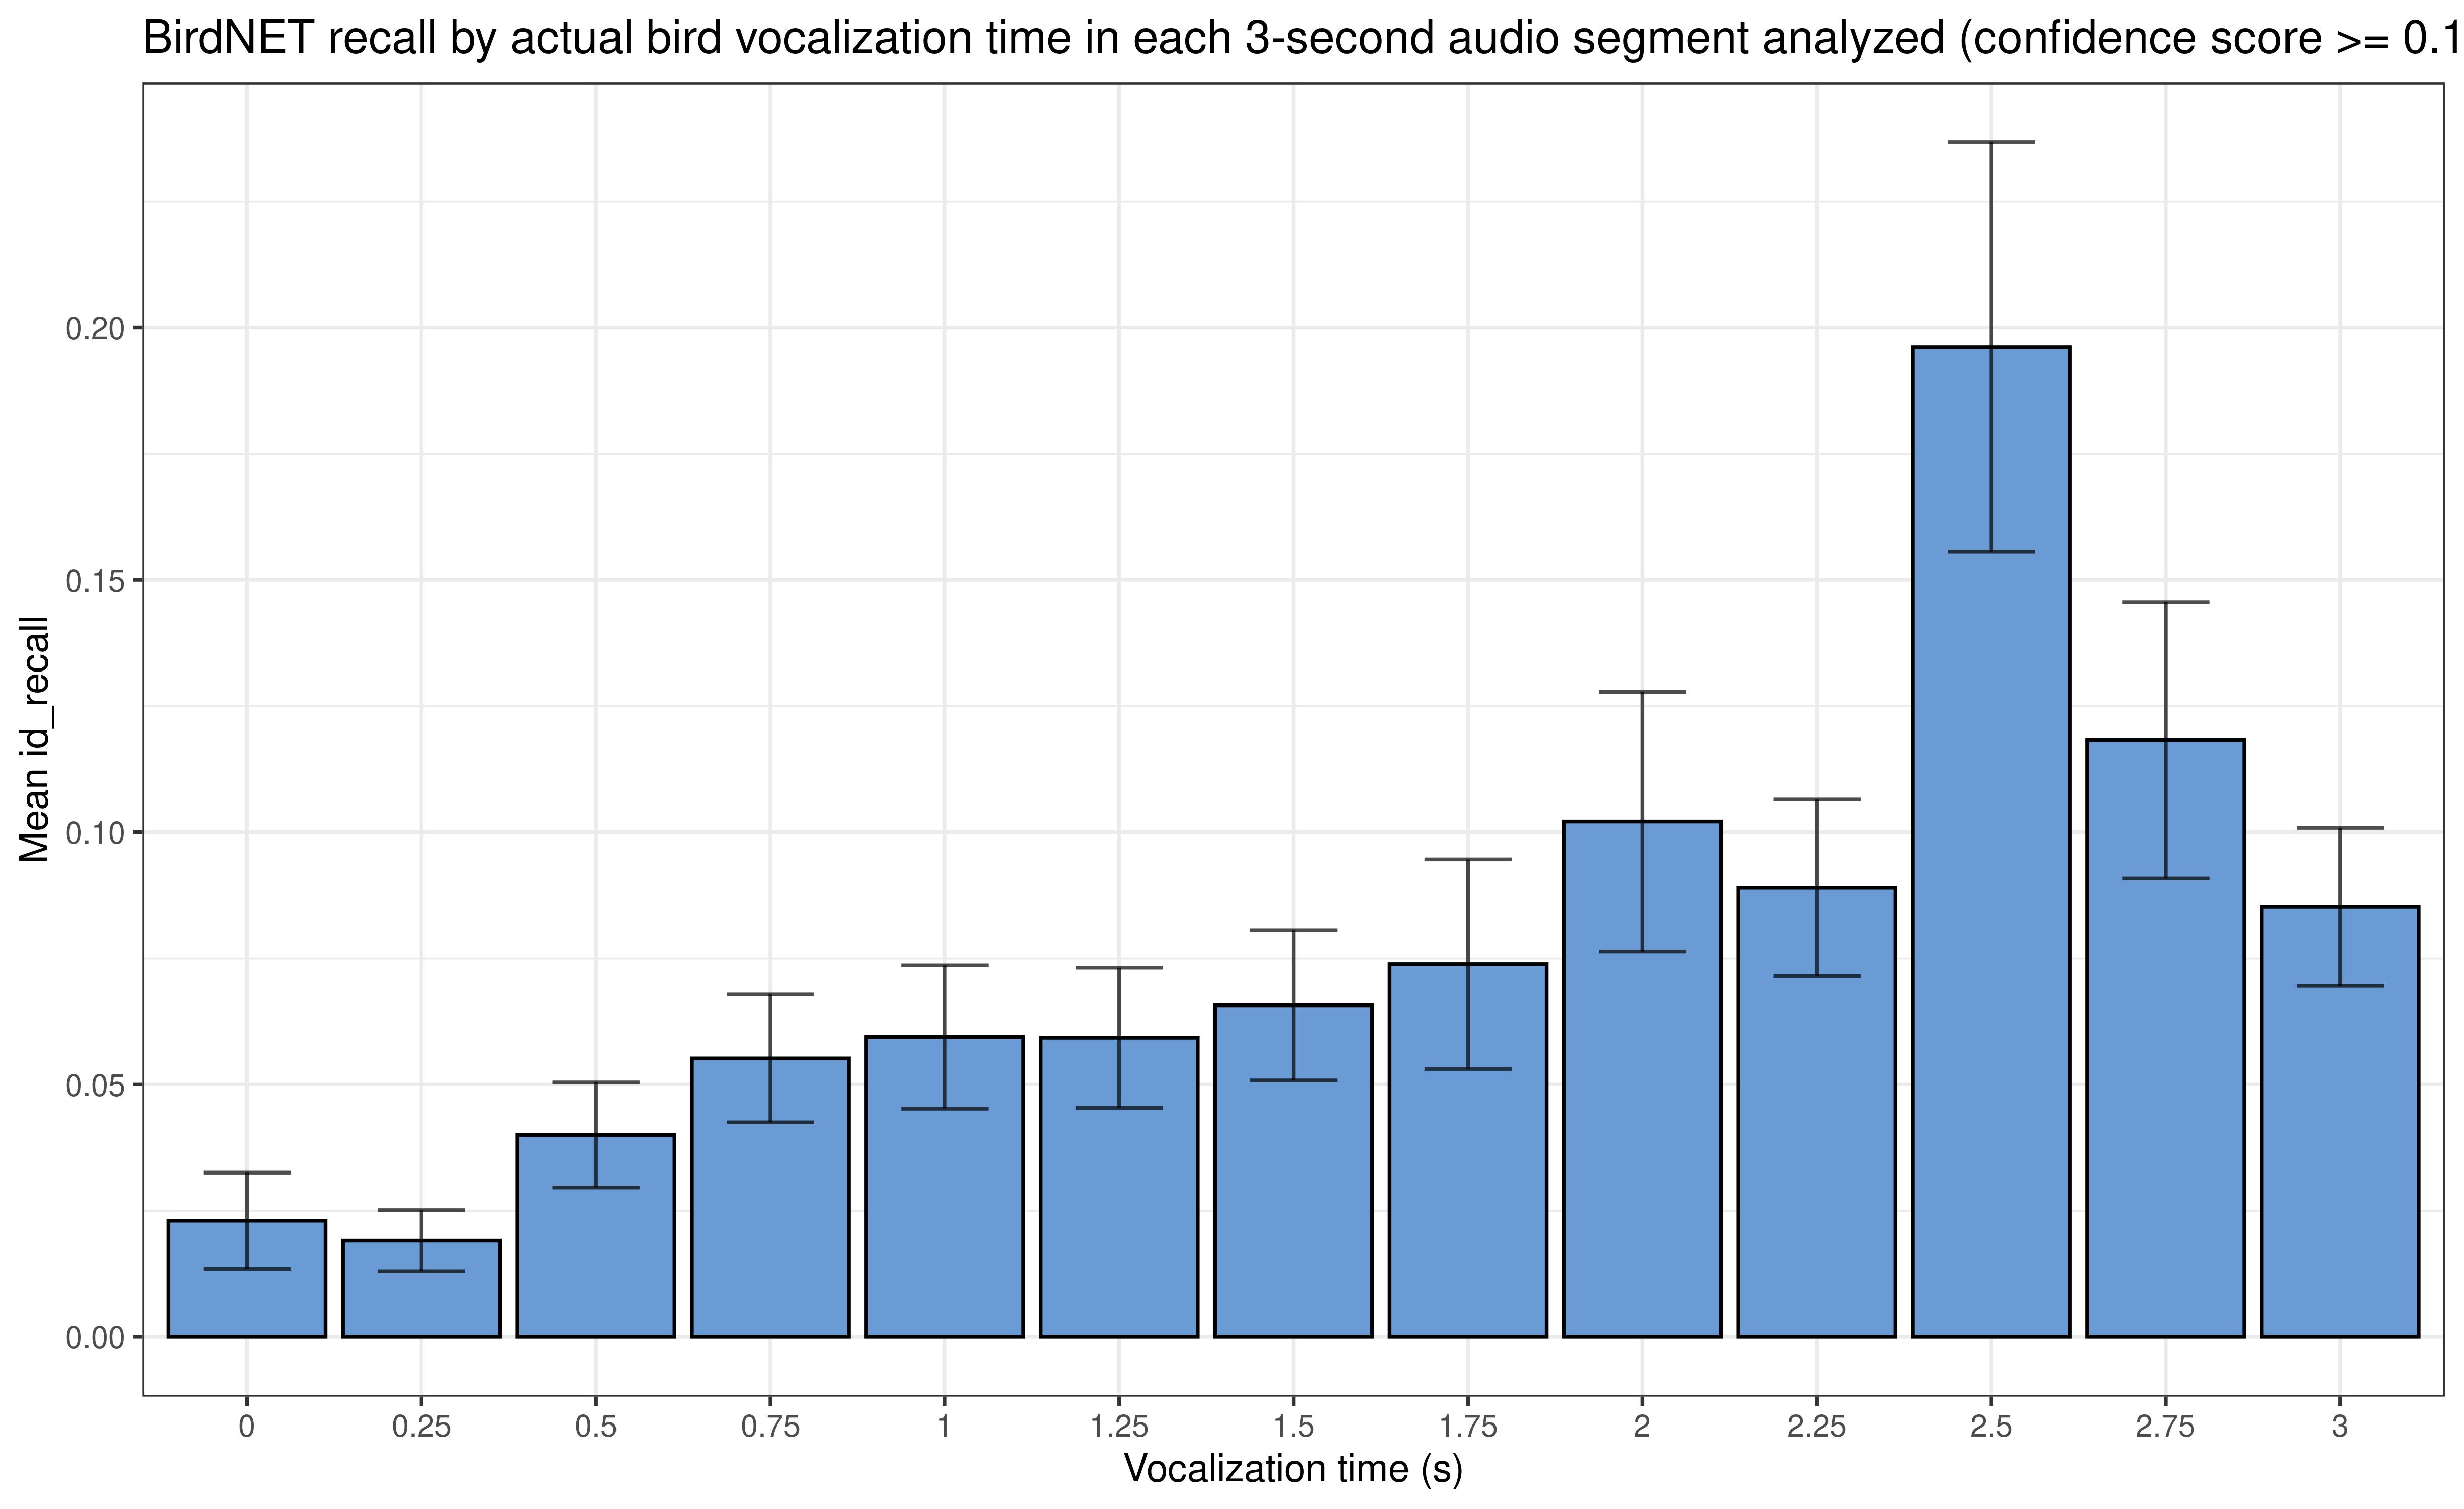 BirdNET recall by actual bird vocalization time in each 3-second audio segment analyzed (confidence score >= 0.1
Mean id_recall
0.20
0.15
0.10
0.05
0.00
0 0.25 0.5 0.75 1 1.25 1.5 1.75 2 2.25 2.5 2.75 3
Vocalization time (s)